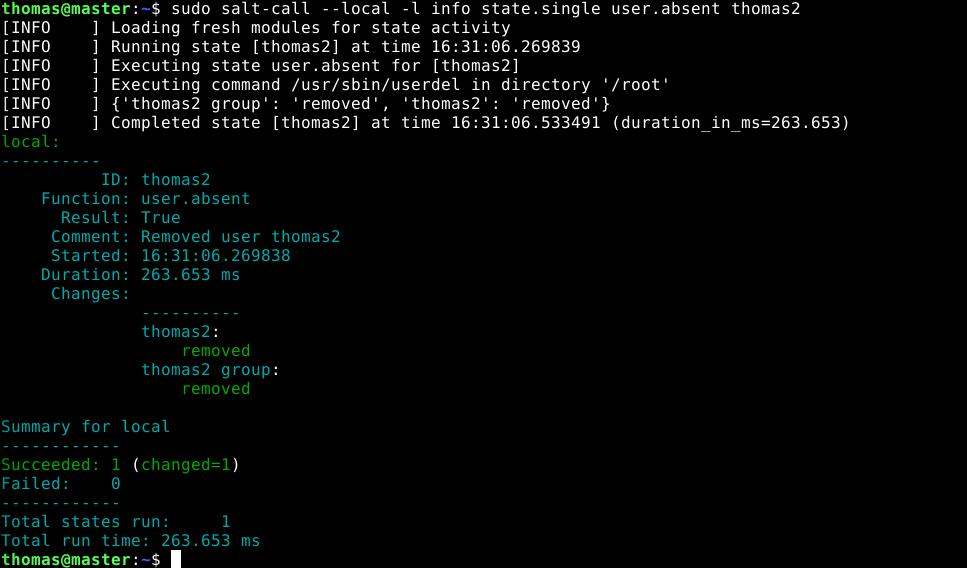 thomas@master:~$ sudo salt-call --local -l info state.single user.absent thomas2
[INFO    ] Loading fresh modules for state activity
[INFO    ] Running state [thomas2] at time 16:31:06.269839
[INFO    ] Executing state user.absent for [thomas2]
[INFO    ] Executing command /usr/sbin/userdel in directory '/root'
[INFO    ] {'thomas2 group': 'removed', 'thomas2': 'removed'}
[INFO    ] Completed state [thomas2] at time 16:31:06.533491 (duration_in_ms=263.653)
local:
----------
          ID: thomas2
    Function: user.absent
      Result: True
     Comment: Removed user thomas2
     Started: 16:31:06.269838
    Duration: 263.653 ms
     Changes:
              ----------
              thomas2:
                  removed
              thomas2 group:
                  removed

Summary for local
------------
Succeeded: 1 (changed=1)
Failed:    0
------------
Total states run:     1
Total run time: 263.653 ms
thomas@master:~$